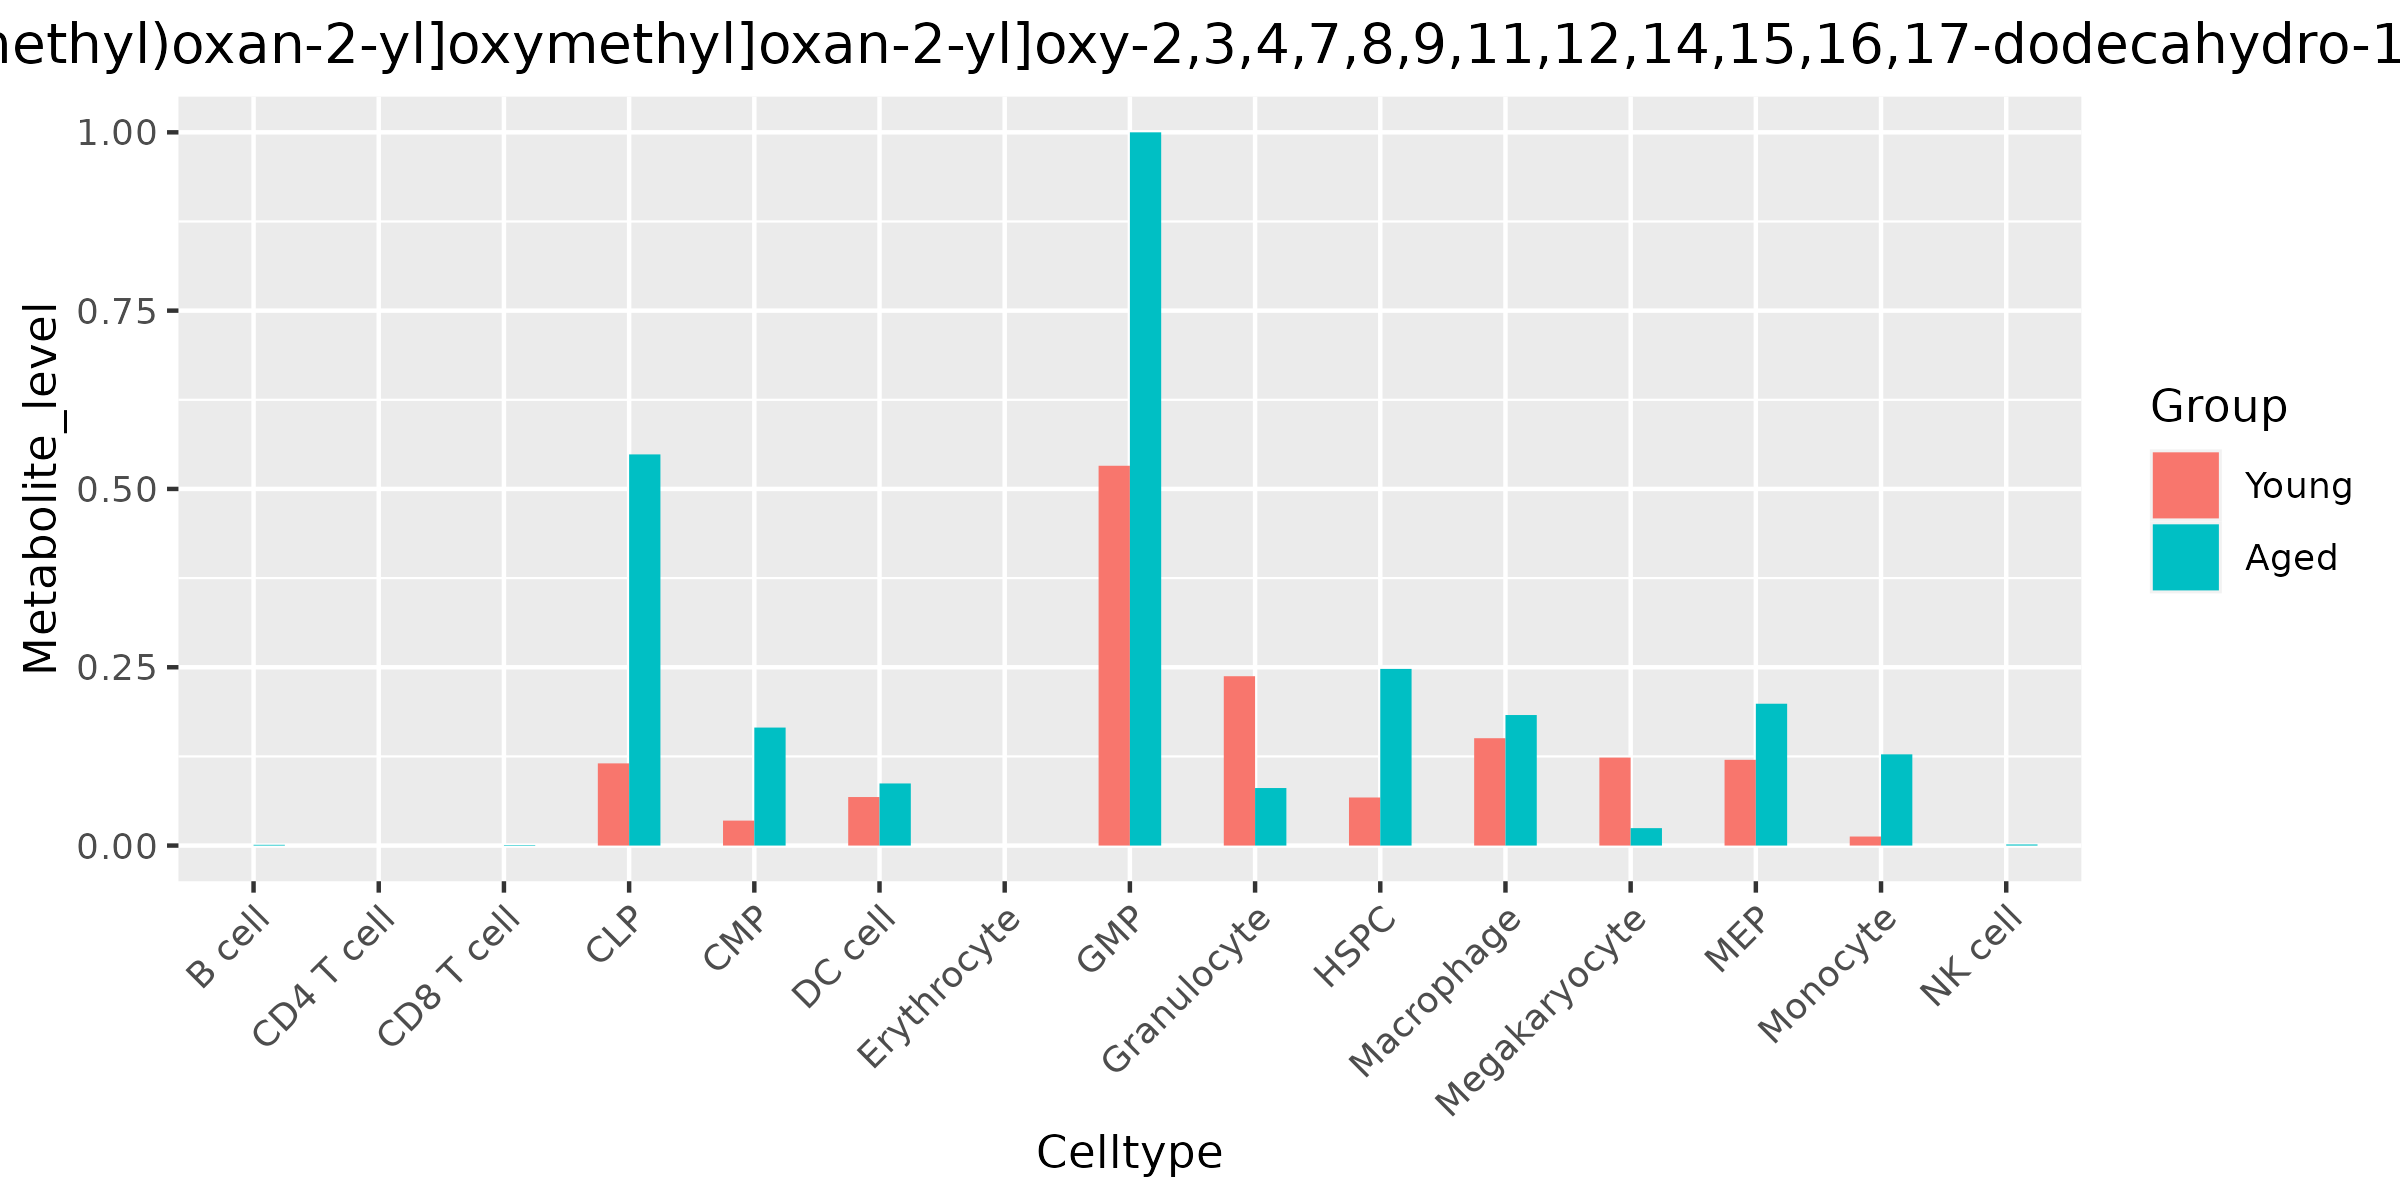 nethyl)oxan-2-yl]oxymethyl]oxan-2-yl]oxy-2,3,4,7,8,9,11,12,14,15,16,17-dodecahydro-1
Metabolite_level
1.00
0.75
0.50
0.25
0.00
B cell
CD4 T cell
CD8 T cell
CLP
CMP
DC cell
Erythrocyte
GMP
Granulocyte
HSPC
Macrophage
Megakaryocyte
MEP
Monocyte
NK cell
Celltype
Group
Young
Aged